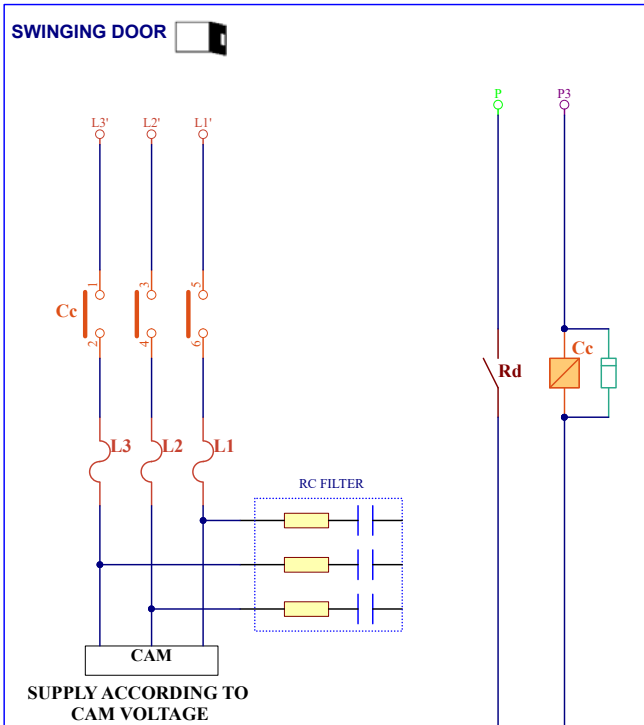 SWINGING DOOR
L3' L2' L1'
P P3
1 3 5
Cc
2 4 6
Cc
Rd
L3 L2 L1
RC FILTER
CAM
SUPPLY ACCORDING TO
CAM VOLTAGE